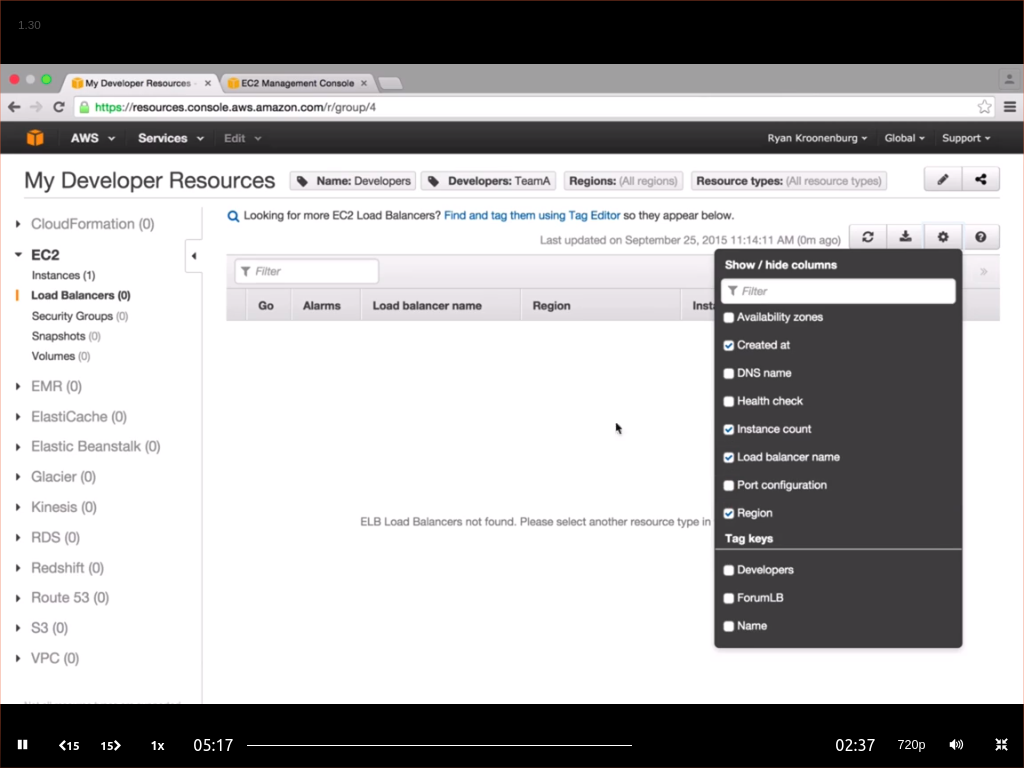 1.30
My Developer Resources
EC2 Management Console
https://resources.console.aws.amazon.com/r/group/4
AWS Services Edit Ryan Kroonenburg Global Support
My Developer Resources Name: Developers Developers: TeamA Regions: (All regions) Resource types: (All resource types)
CloudFormation (0)
EC2
Instances (1)
Load Balancers (0)
Security Groups (0)
Snapshots (0)
Volumes (0)
EMR (0)
ElastiCache (0)
Elastic Beanstalk (0)
Glacier (0)
Kinesis (0)
RDS (0)
Redshift (0)
Route 53 (0)
S3 (0)
VPC (0)
Looking for more EC2 Load Balancers? Find and tag them using Tag Editor so they appear below.
Last updated on September 25, 2015 11:14:11 AM (0m ago)
Filter
Go Alarms Load balancer name Region
ELB Load Balancers not found. Please select another resource type in
Show / hide columns
Filter
Availability zones
Created at
DNS name
Health check
Instance count
Load balancer name
Port configuration
Region
Tag keys
Developers
ForumLB
Name
15 15 1x 05:17 02:37 720p